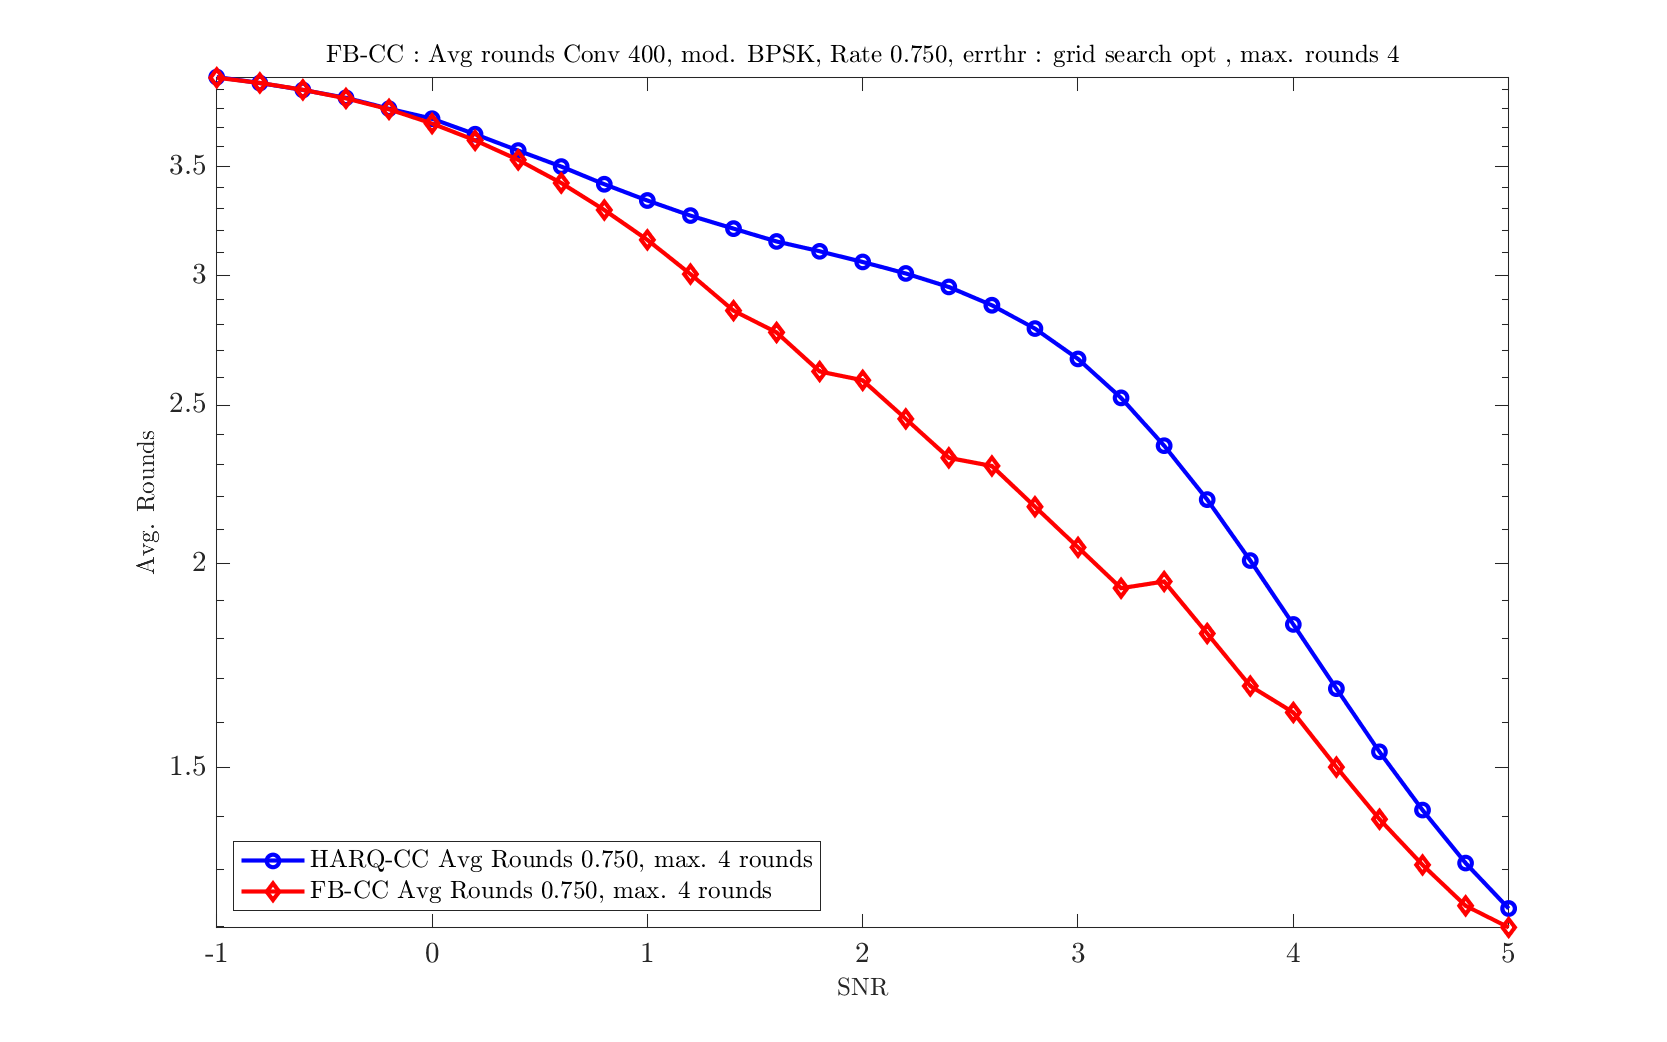 FB-CC : Avg rounds Conv 400, mod. BPSK, Rate 0.750, errthr : grid search opt , max. rounds 4
3.5
3
2.5
2
1.5
Avg. Rounds
HARQ-CC Avg Rounds 0.750, max. 4 rounds
FB-CC Avg Rounds 0.750, max. 4 rounds
-1 0 1 2 3 4 5
SNR